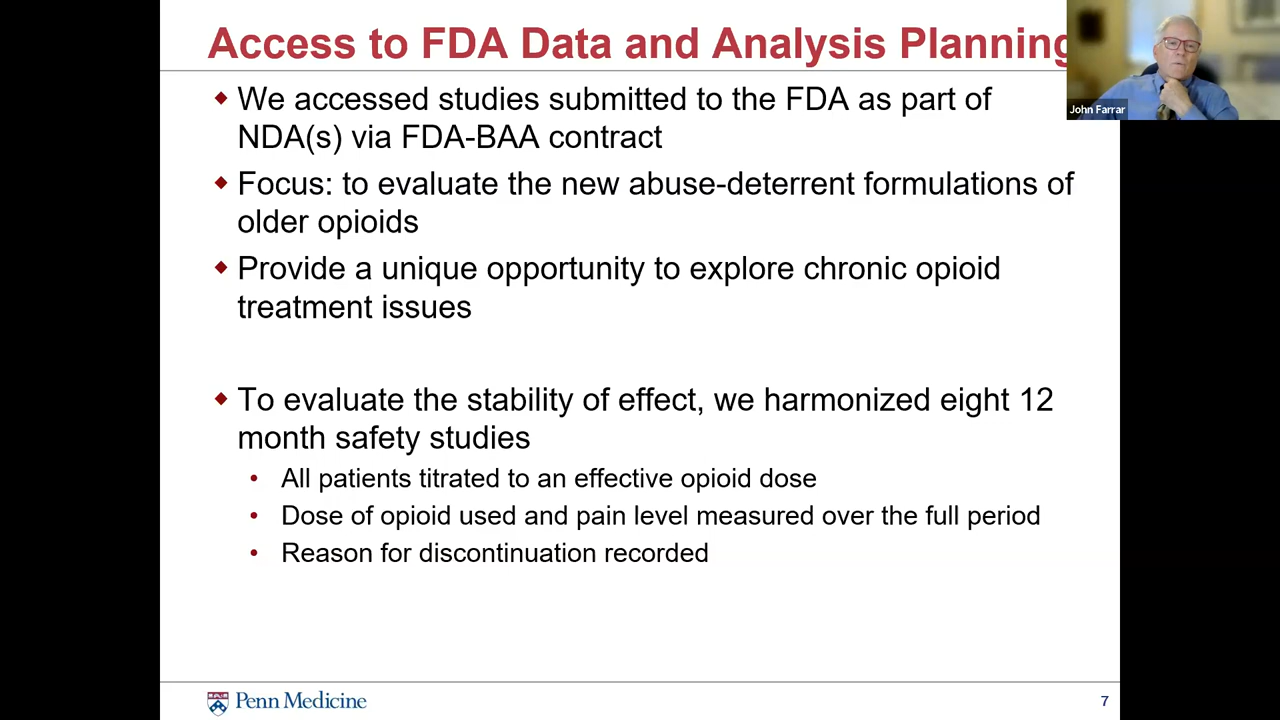 Access to FDA Data and Analysis Planning
John Farrar
We accessed studies submitted to the FDA as part of
NDA(s) via FDA-BAA contract
Focus: to evaluate the new abuse-deterrent formulations of
older opioids
Provide a unique opportunity to explore chronic opioid
treatment issues
To evaluate the stability of effect, we harmonized eight 12
month safety studies
All patients titrated to an effective opioid dose
Dose of opioid used and pain level measured over the full period
Reason for discontinuation recorded
Penn Medicine
7